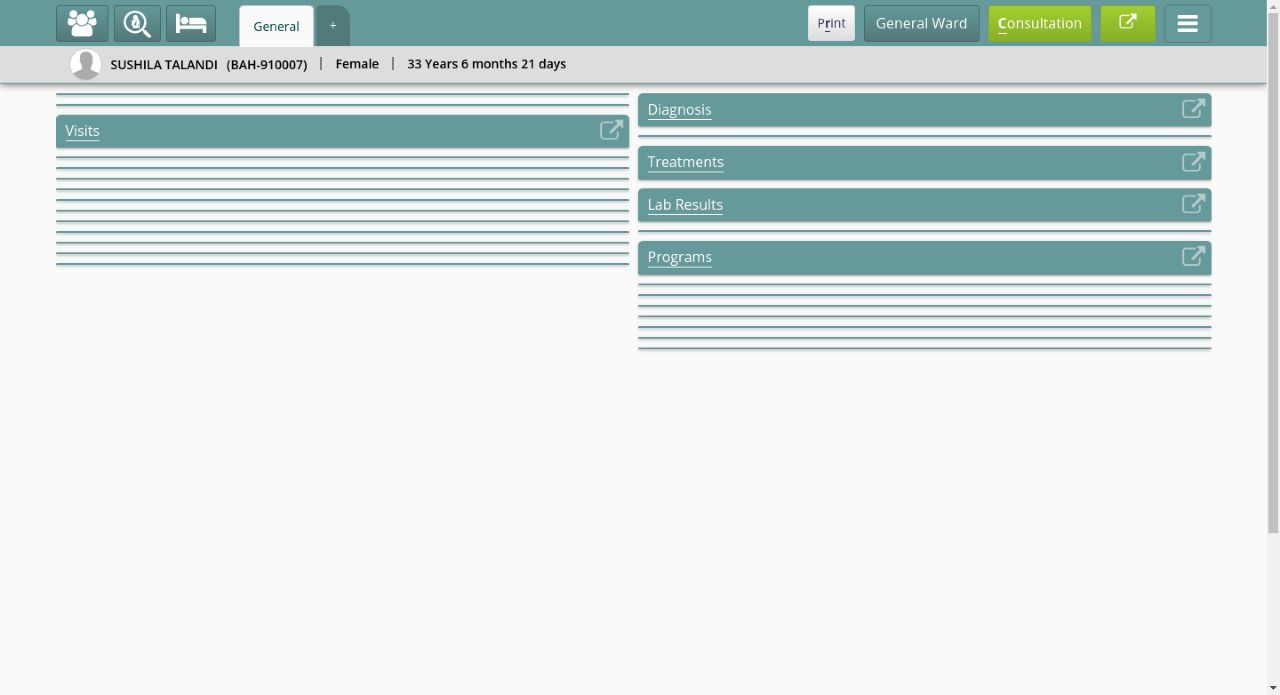 General + Print General Ward Consultation
SUSHILA TALANDI (BAH-910007) | Female | 33 Years 6 months 21 days
Visits
Diagnosis
Treatments
Lab Results
Programs